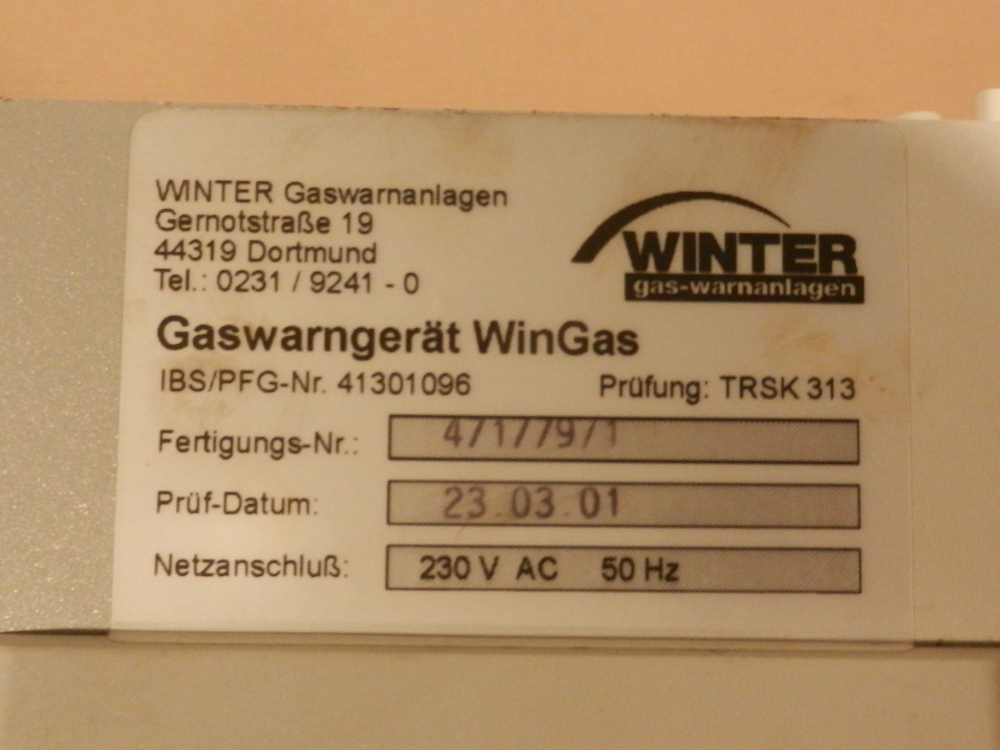 WINTER Gaswarnanlagen
Gernotstraße 19
44319 Dortmund
Tel.: 0231 / 9241 - 0
WINTER
gas-warnanlagen
Gaswarngerät WinGas
IBS/PFG-Nr. 41301096
Prüfung: TRSK 313
Fertigungs-Nr.:
Prüf-Datum: 23.03.01
Netzanschluß: 230 V AC 50 Hz